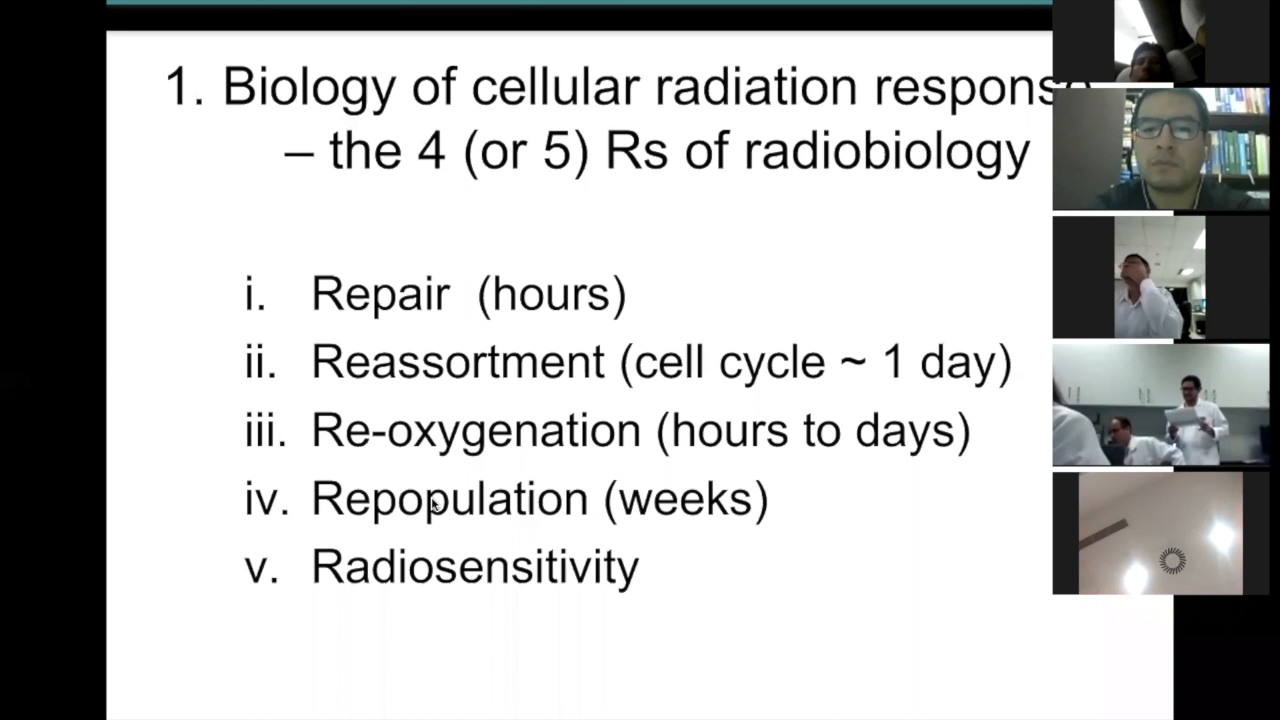 1. Biology of cellular radiation response
– the 4 (or 5) Rs of radiobiology
i. Repair (hours)
ii. Reassortment (cell cycle ~ 1 day)
iii. Re-oxygenation (hours to days)
iv. Repopulation (weeks)
v. Radiosensitivity